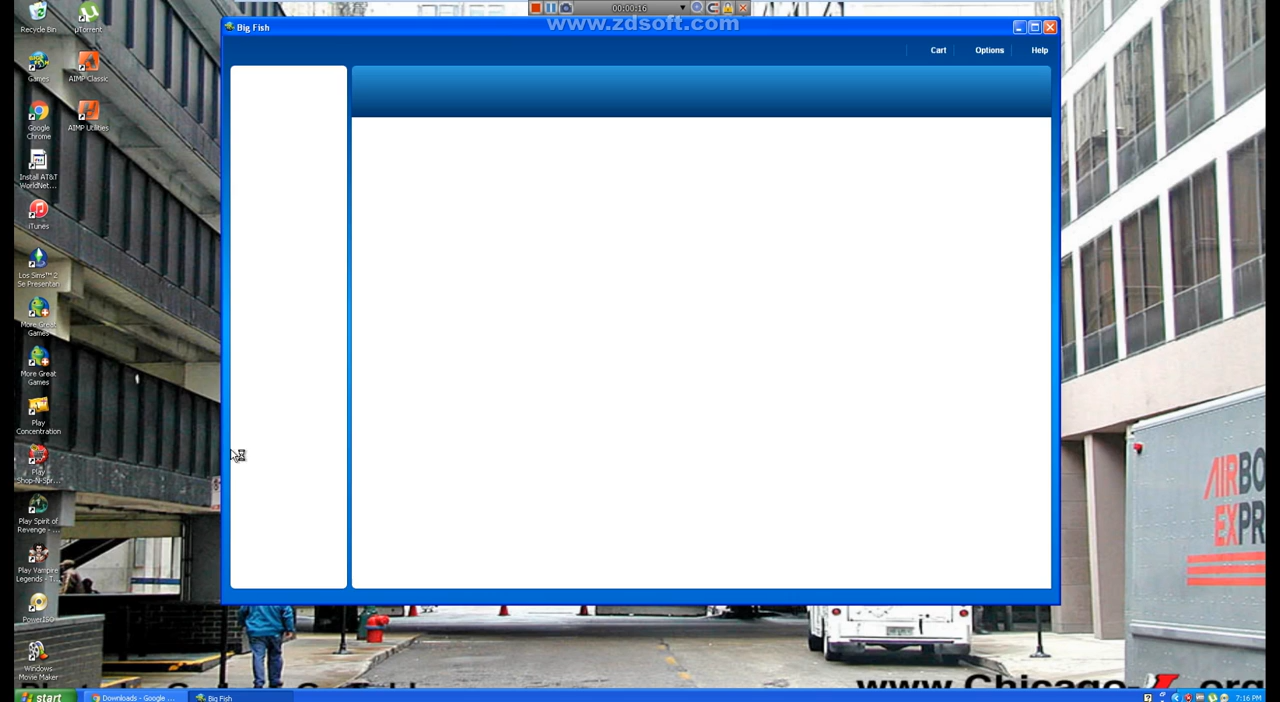 00:00:16
www.zdsoft.com
Big Fish
Cart
Options
Help
Recycle Bin
µTorrent
Games
AIMP Classic
Google
Chrome
AIMP Utilities
Install AT&T
WorldNet...
iTunes
Los Sims™ 2
Se Presentan
More Great
Games
More Great
Games
Play
Concentration
Play
Shop-N-Spr...
Play Spirit of
Revenge - ...
Play Vampire
Legends - T...
PowerISO
Windows
Movie Maker
AIRBO
EXPR
www.Chicago-
.org
start
Downloads - Google ...
Big Fish
7:16 PM